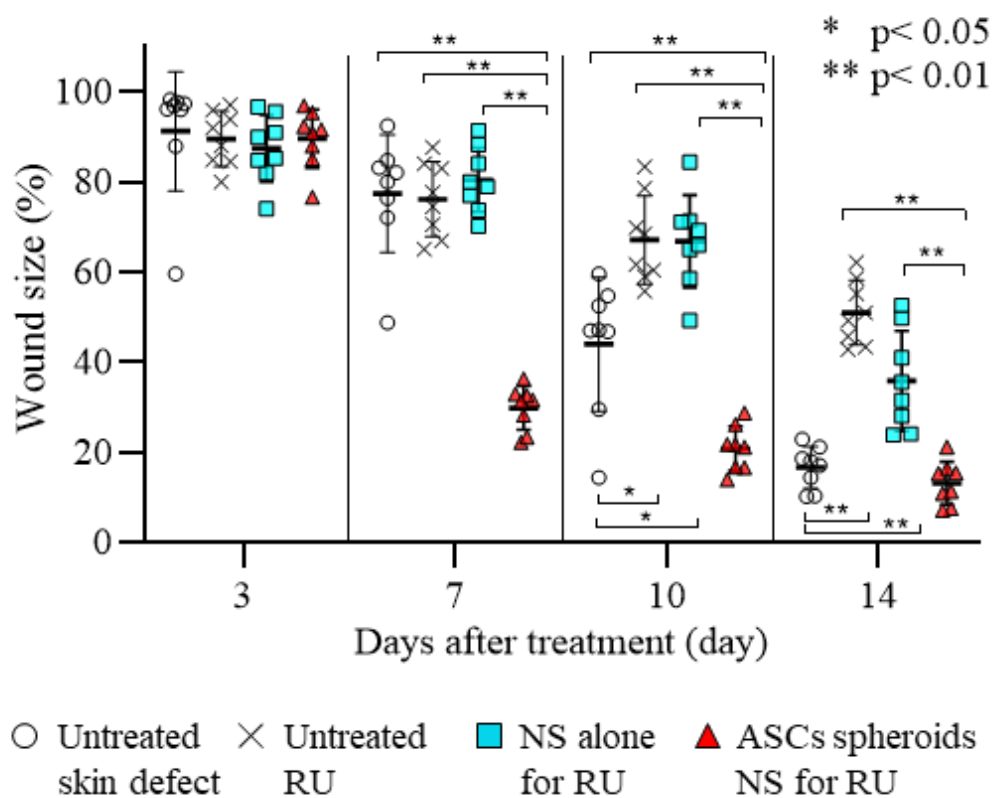 * p< 0.05
** p< 0.01
** ** ** **
** **
** **
** **
Wound size (%)
100
80
60
40
20
0
*
*
**
**
3 7 10 14
Days after treatment (day)
Untreated skin defect
Untreated RU
NS alone for RU
ASCs spheroids NS for RU